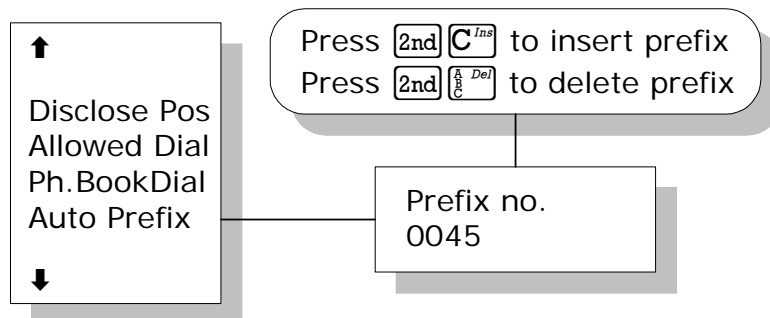 ⬆
Disclose Pos
Allowed Dial
Ph.BookDial
Auto Prefix
⬇
Press 2nd C Ins to insert prefix
Press 2nd A B C Del to delete prefix
Prefix no.
0045